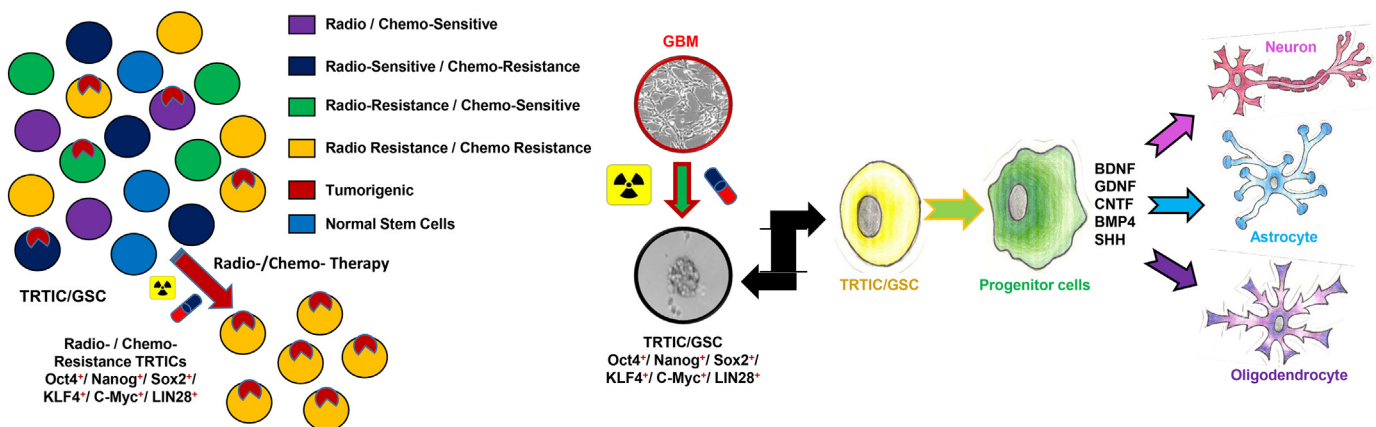 Radio / Chemo-Sensitive
Radio-Sensitive / Chemo-Resistance
Radio-Resistance / Chemo-Sensitive
Radio Resistance / Chemo Resistance
Tumorigenic
Normal Stem Cells
TRTIC/GSC
Radio-/Chemo- Therapy
Radio- / Chemo-
Resistance TRTICs
Oct4+/ Nanog+/ Sox2+/
KLF4+/ C-Myc+/ LIN28+
GBM
TRTIC/GSC
Oct4+/ Nanog+/ Sox2+/
KLF4+/ C-Myc+/ LIN28+
TRTIC/GSC
Progenitor cells
BDNF
GDNF
CNTF
BMP4
SHH
Neuron
Astrocyte
Oligodendrocyte